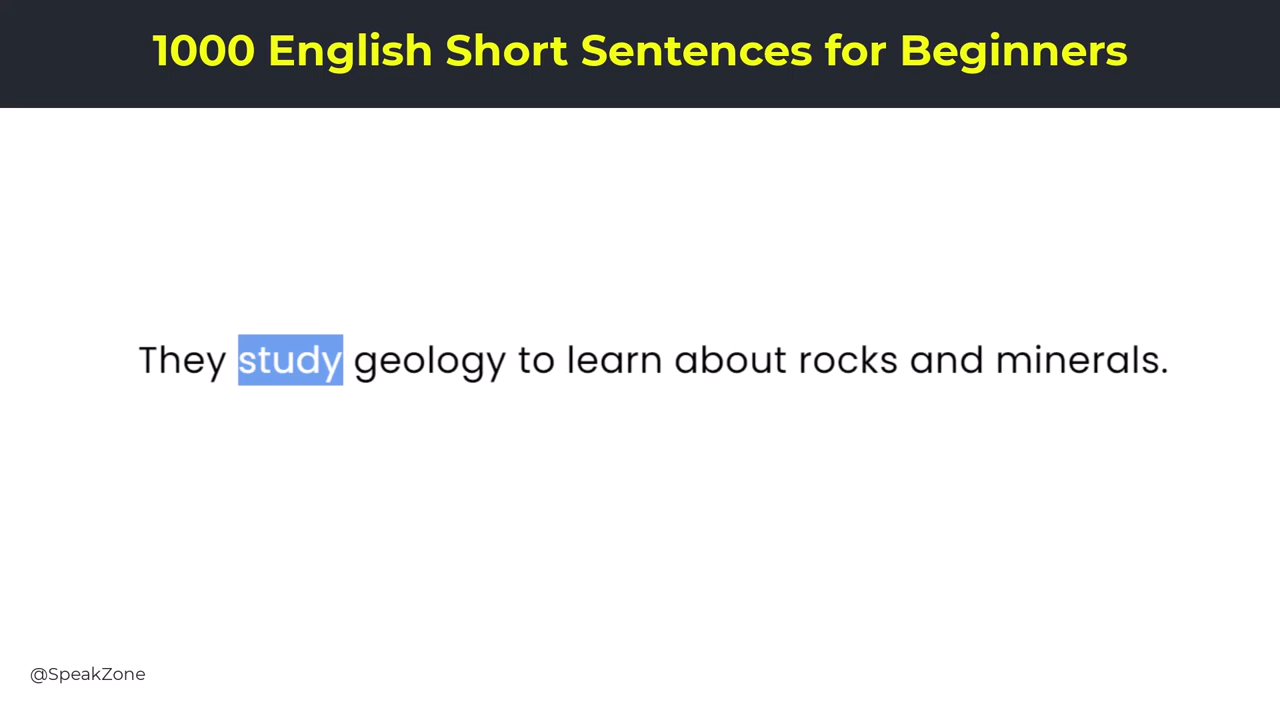 1000 English Short Sentences for Beginners
They study geology to learn about rocks and minerals.
@SpeakZone